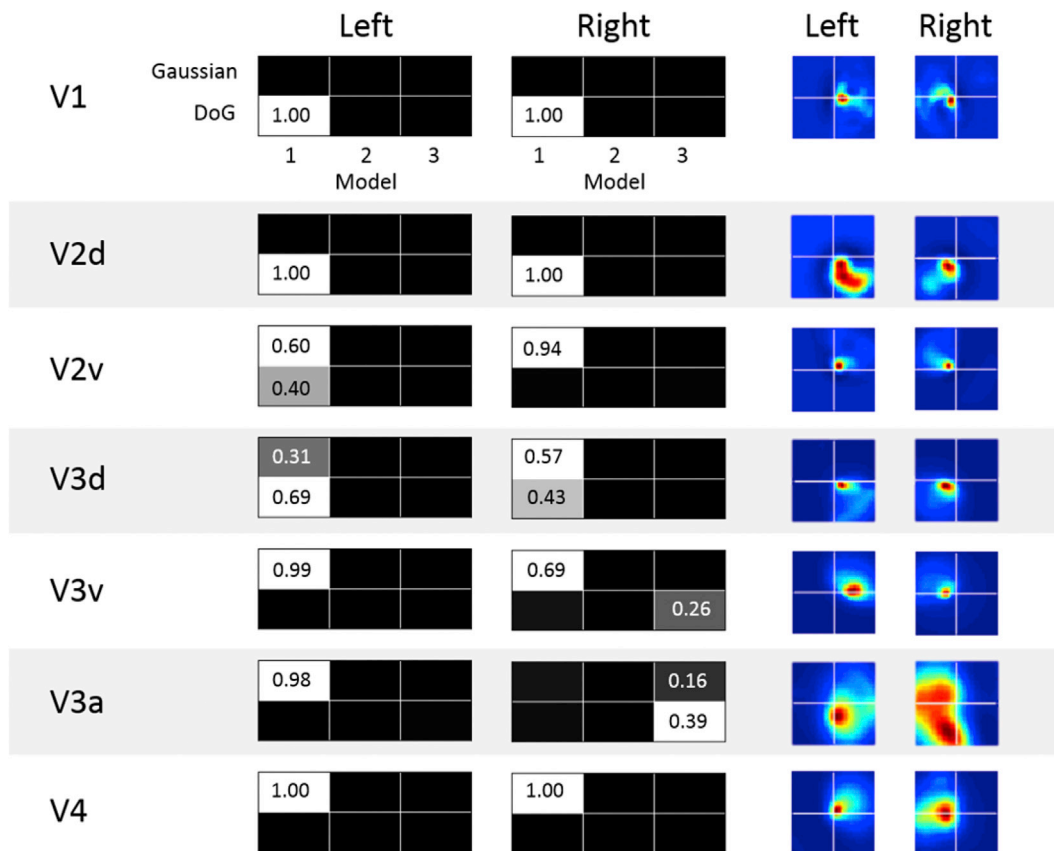 Left Right Left Right
V1
Gaussian
DoG
1.00 1.00
1 2 3 1 2 3
Model Model
V2d
1.00 1.00
V2v
0.60 0.94
0.40
V3d
0.31 0.57
0.69 0.43
V3v
0.99 0.69
0.26
V3a
0.98 0.16
0.39
V4
1.00 1.00